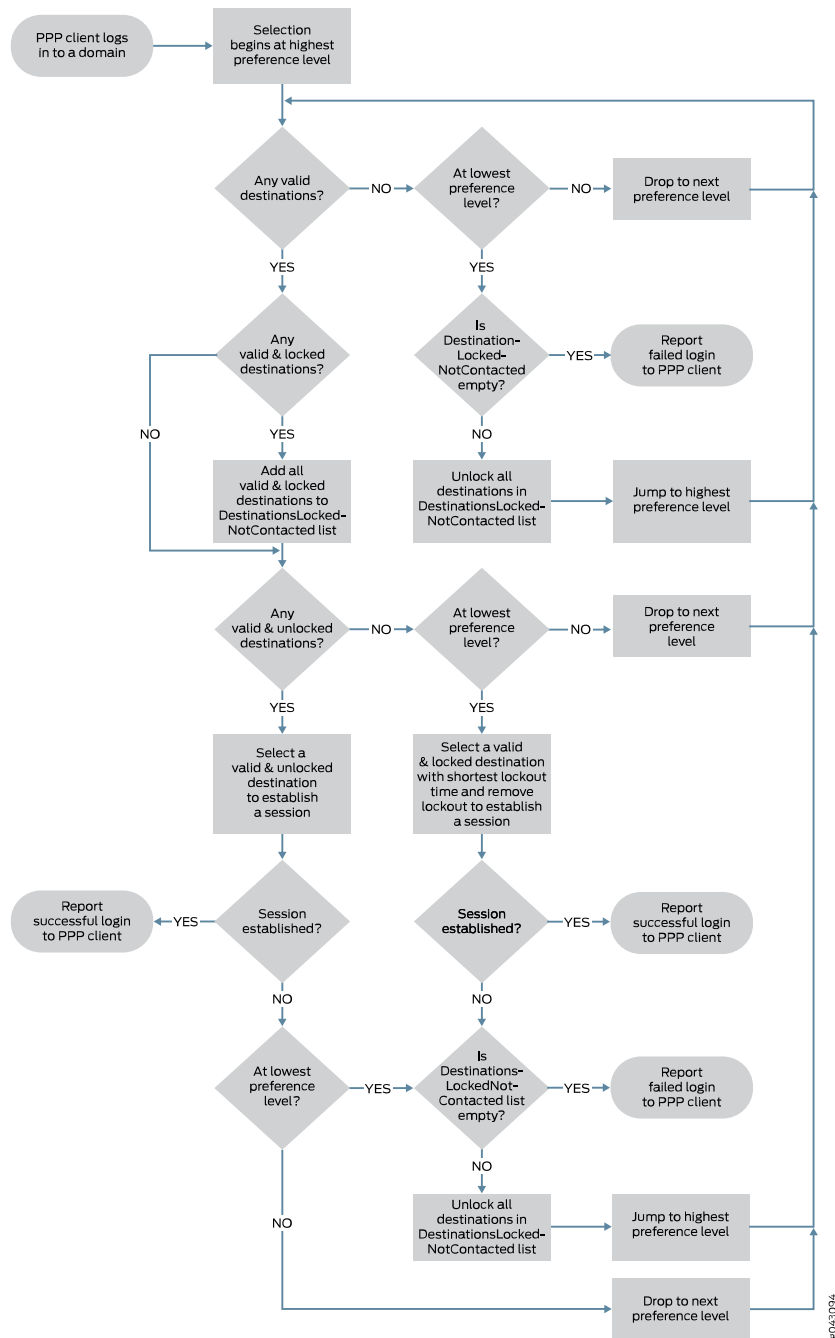 PPP client logs
in to a domain
Selection
begins at highest
preference level
Any valid
destinations?
NO
At lowest
preference
level?
NO
Drop to next
preference level
YES
YES
Any
valid & locked
destinations?
Is
Destination-
Locked-
NotContacted
empty?
YES
Report
failed login
to PPP client
NO
YES
NO
Add all
valid & locked
destinations to
DestinationsLocked-
NotContacted list
Unlock all
destinations in
DestinationsLocked-
NotContacted list
Jump to highest
preference level
Any
valid & unlocked
destinations?
NO
At lowest
preference
level?
NO
Drop to next
preference
level
YES
YES
Select a
valid & unlocked
destination
to establish
a session
Select a valid
& locked destination
with shortest lockout
time and remove
lockout to establish
a session
Report
successful login
to PPP client
YES
Session
established?
Session
established?
YES
Report
successful login
to PPP client
NO
NO
At lowest
preference
level?
YES
Is
Destinations-
LockedNot-
Contacted list
empty?
YES
Report
failed login
to PPP client
NO
NO
Unlock all
destinations in
DestinationsLocked-
NotContacted list
Jump to highest
preference level
Drop to next
preference level
e043094